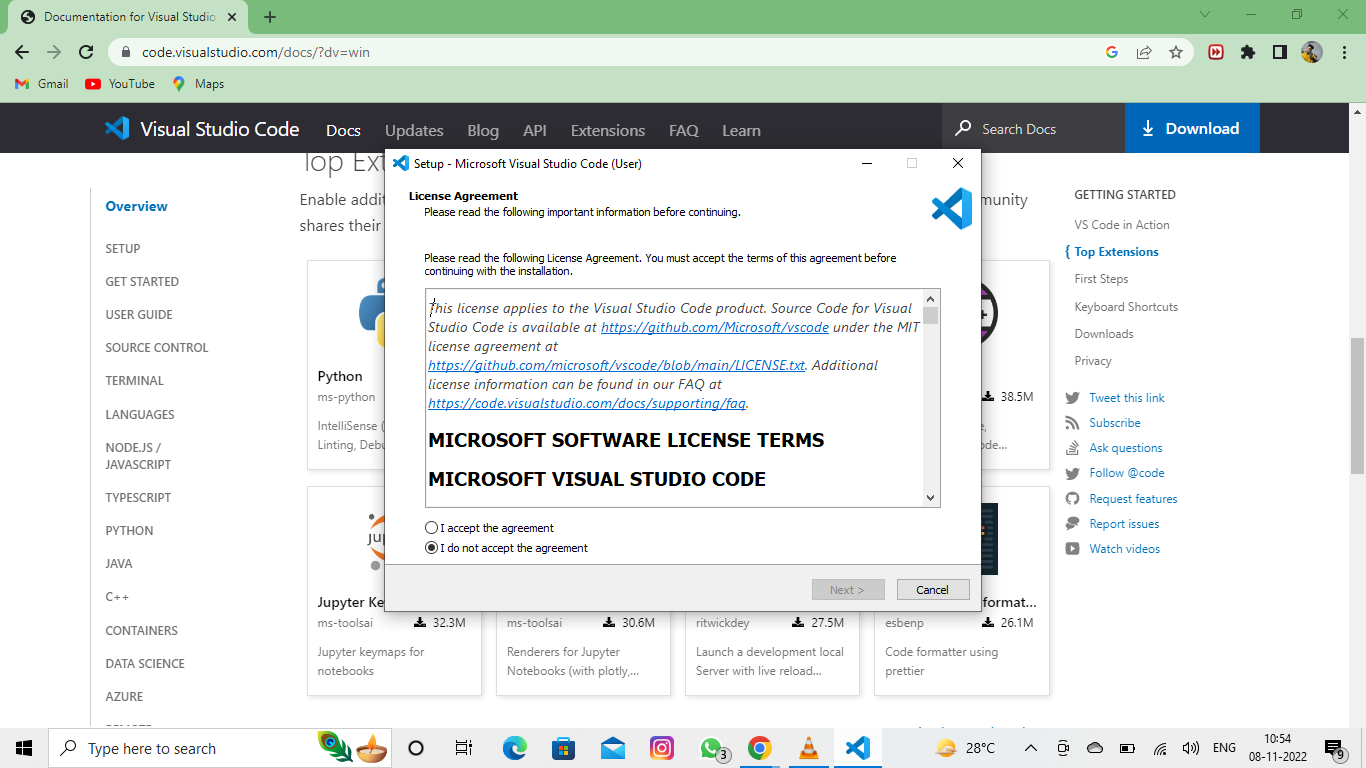 Documentation for Visual Studio
code.visualstudio.com/docs/?dv=win
Gmail
YouTube
Maps
Visual Studio Code
Docs
Updates
Blog
API
Extensions
FAQ
Learn
Search Docs
Download
Top Ext
Enable addit
munity
shares their
Overview
SETUP
GET STARTED
USER GUIDE
SOURCE CONTROL
TERMINAL
LANGUAGES
NODE.JS /
JAVASCRIPT
TYPESCRIPT
PYTHON
JAVA
C++
CONTAINERS
DATA SCIENCE
AZURE
Python
ms-python
IntelliSense (
Linting, Debu
38.5M
ode...
Setup - Microsoft Visual Studio Code (User)
License Agreement
Please read the following important information before continuing.
Please read the following License Agreement. You must accept the terms of this agreement before
continuing with the installation.
This license applies to the Visual Studio Code product. Source Code for Visual
Studio Code is available at https://github.com/Microsoft/vscode under the MIT
license agreement at
https://github.com/microsoft/vscode/blob/main/LICENSE.txt. Additional
license information can be found in our FAQ at
https://code.visualstudio.com/docs/supporting/faq.
MICROSOFT SOFTWARE LICENSE TERMS
MICROSOFT VISUAL STUDIO CODE
I accept the agreement
I do not accept the agreement
Next >
Cancel
jup
Jupyter Ke
ms-toolsai
32.3M
Jupyter keymaps for
notebooks
ms-toolsai
30.6M
Renderers for Jupyter
Notebooks (with plotly,...
ritwickdey
27.5M
Launch a development local
Server with live reload...
format...
esbenp
26.1M
Code formatter using
prettier
GETTING STARTED
VS Code in Action
{ Top Extensions
First Steps
Keyboard Shortcuts
Downloads
Privacy
Tweet this link
Subscribe
Ask questions
Follow @code
Request features
Report issues
Watch videos
Type here to search
3
28°C
ENG
10:54
08-11-2022
9